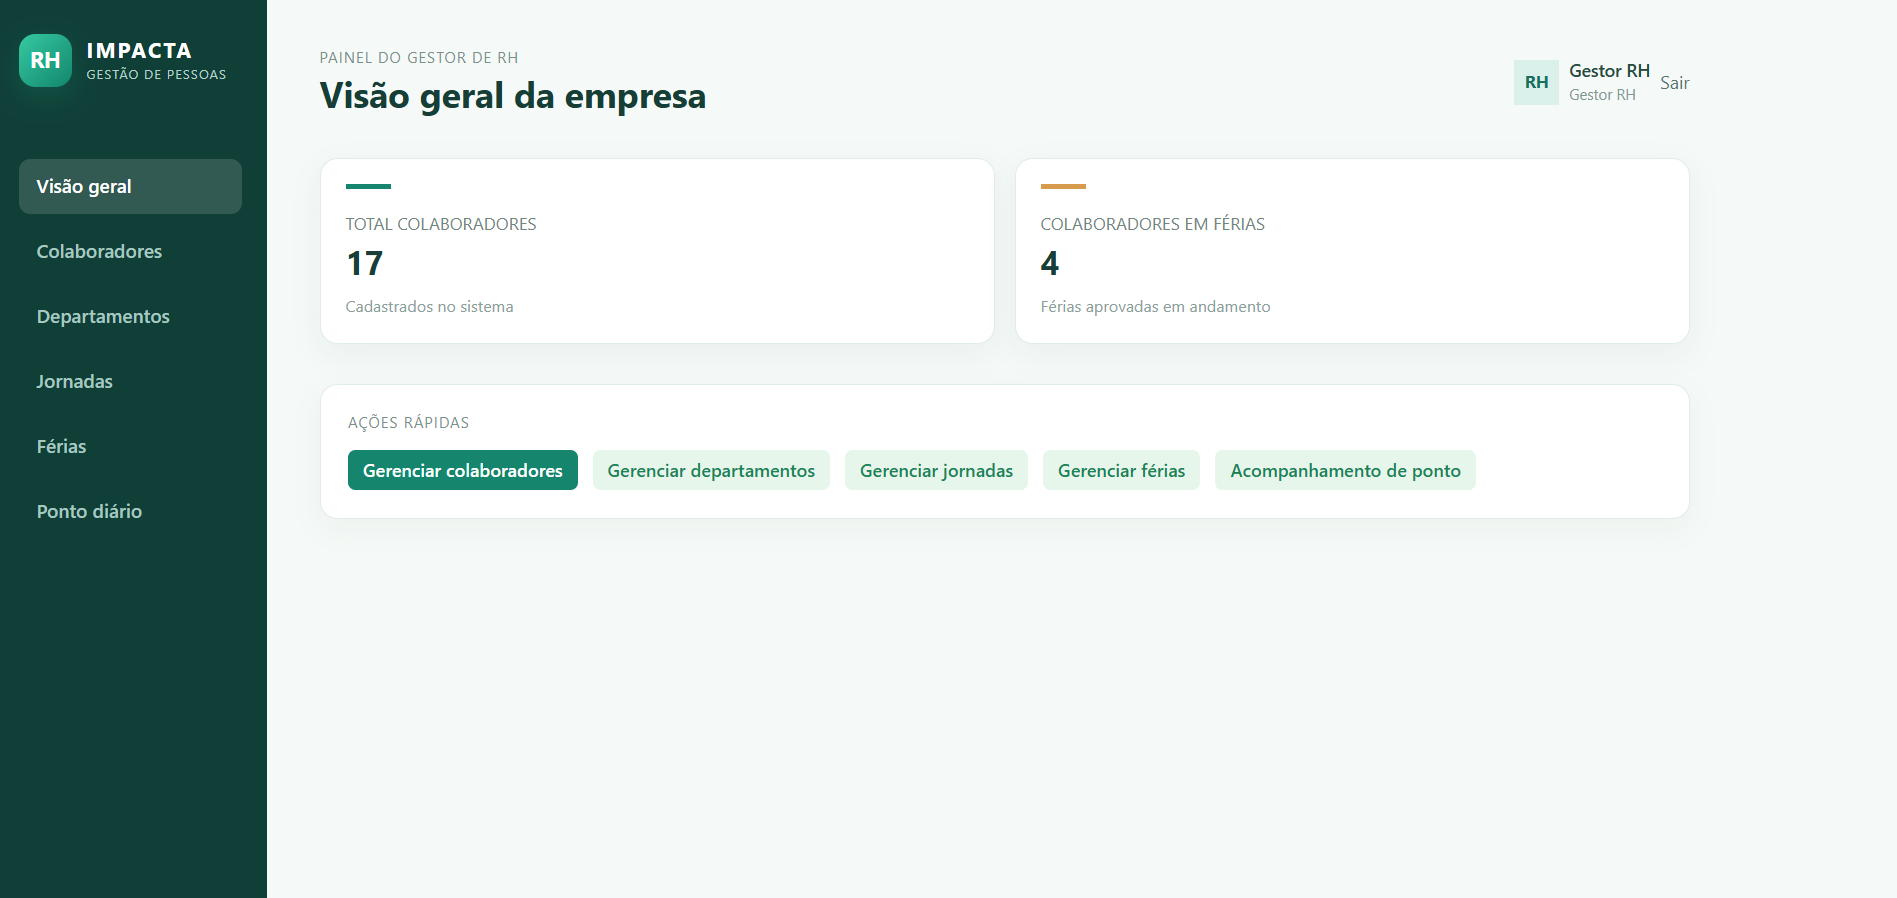 RH
IMPACTA
GESTÃO DE PESSOAS
Visão geral
Colaboradores
Departamentos
Jornadas
Férias
Ponto diário
PAINEL DO GESTOR DE RH
Visão geral da empresa
RH
Gestor RH
Gestor RH
Sair
TOTAL COLABORADORES
17
Cadastrados no sistema
COLABORADORES EM FÉRIAS
4
Férias aprovadas em andamento
AÇÕES RÁPIDAS
Gerenciar colaboradores
Gerenciar departamentos
Gerenciar jornadas
Gerenciar férias
Acompanhamento de ponto